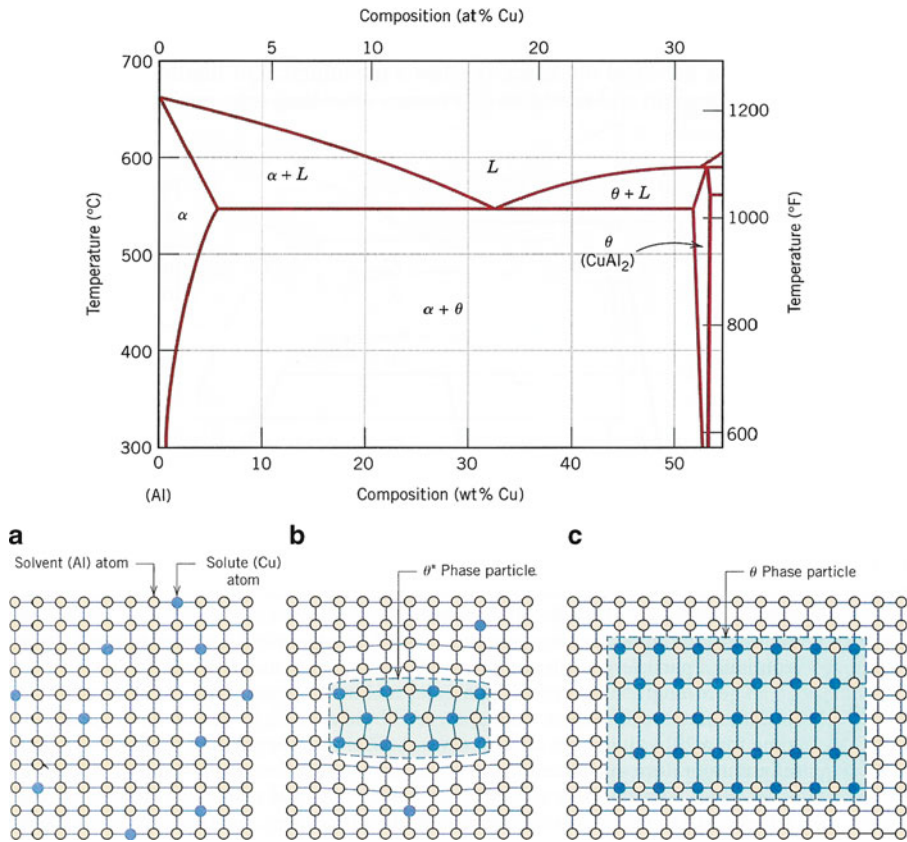 Composition (at% Cu)
0 5 10 20 30
700
600
500
400
300
Temperature (°C)
1200
1000
800
600
Temperature (°F)
L
α + L
θ + L
α
θ
(CuAl₂)
α + θ
0 10 20 30 40 50
(Al) Composition (wt% Cu)
a
Solvent (Al) atom
Solute (Cu)
atom
b
θ" Phase particle
c
θ Phase particle